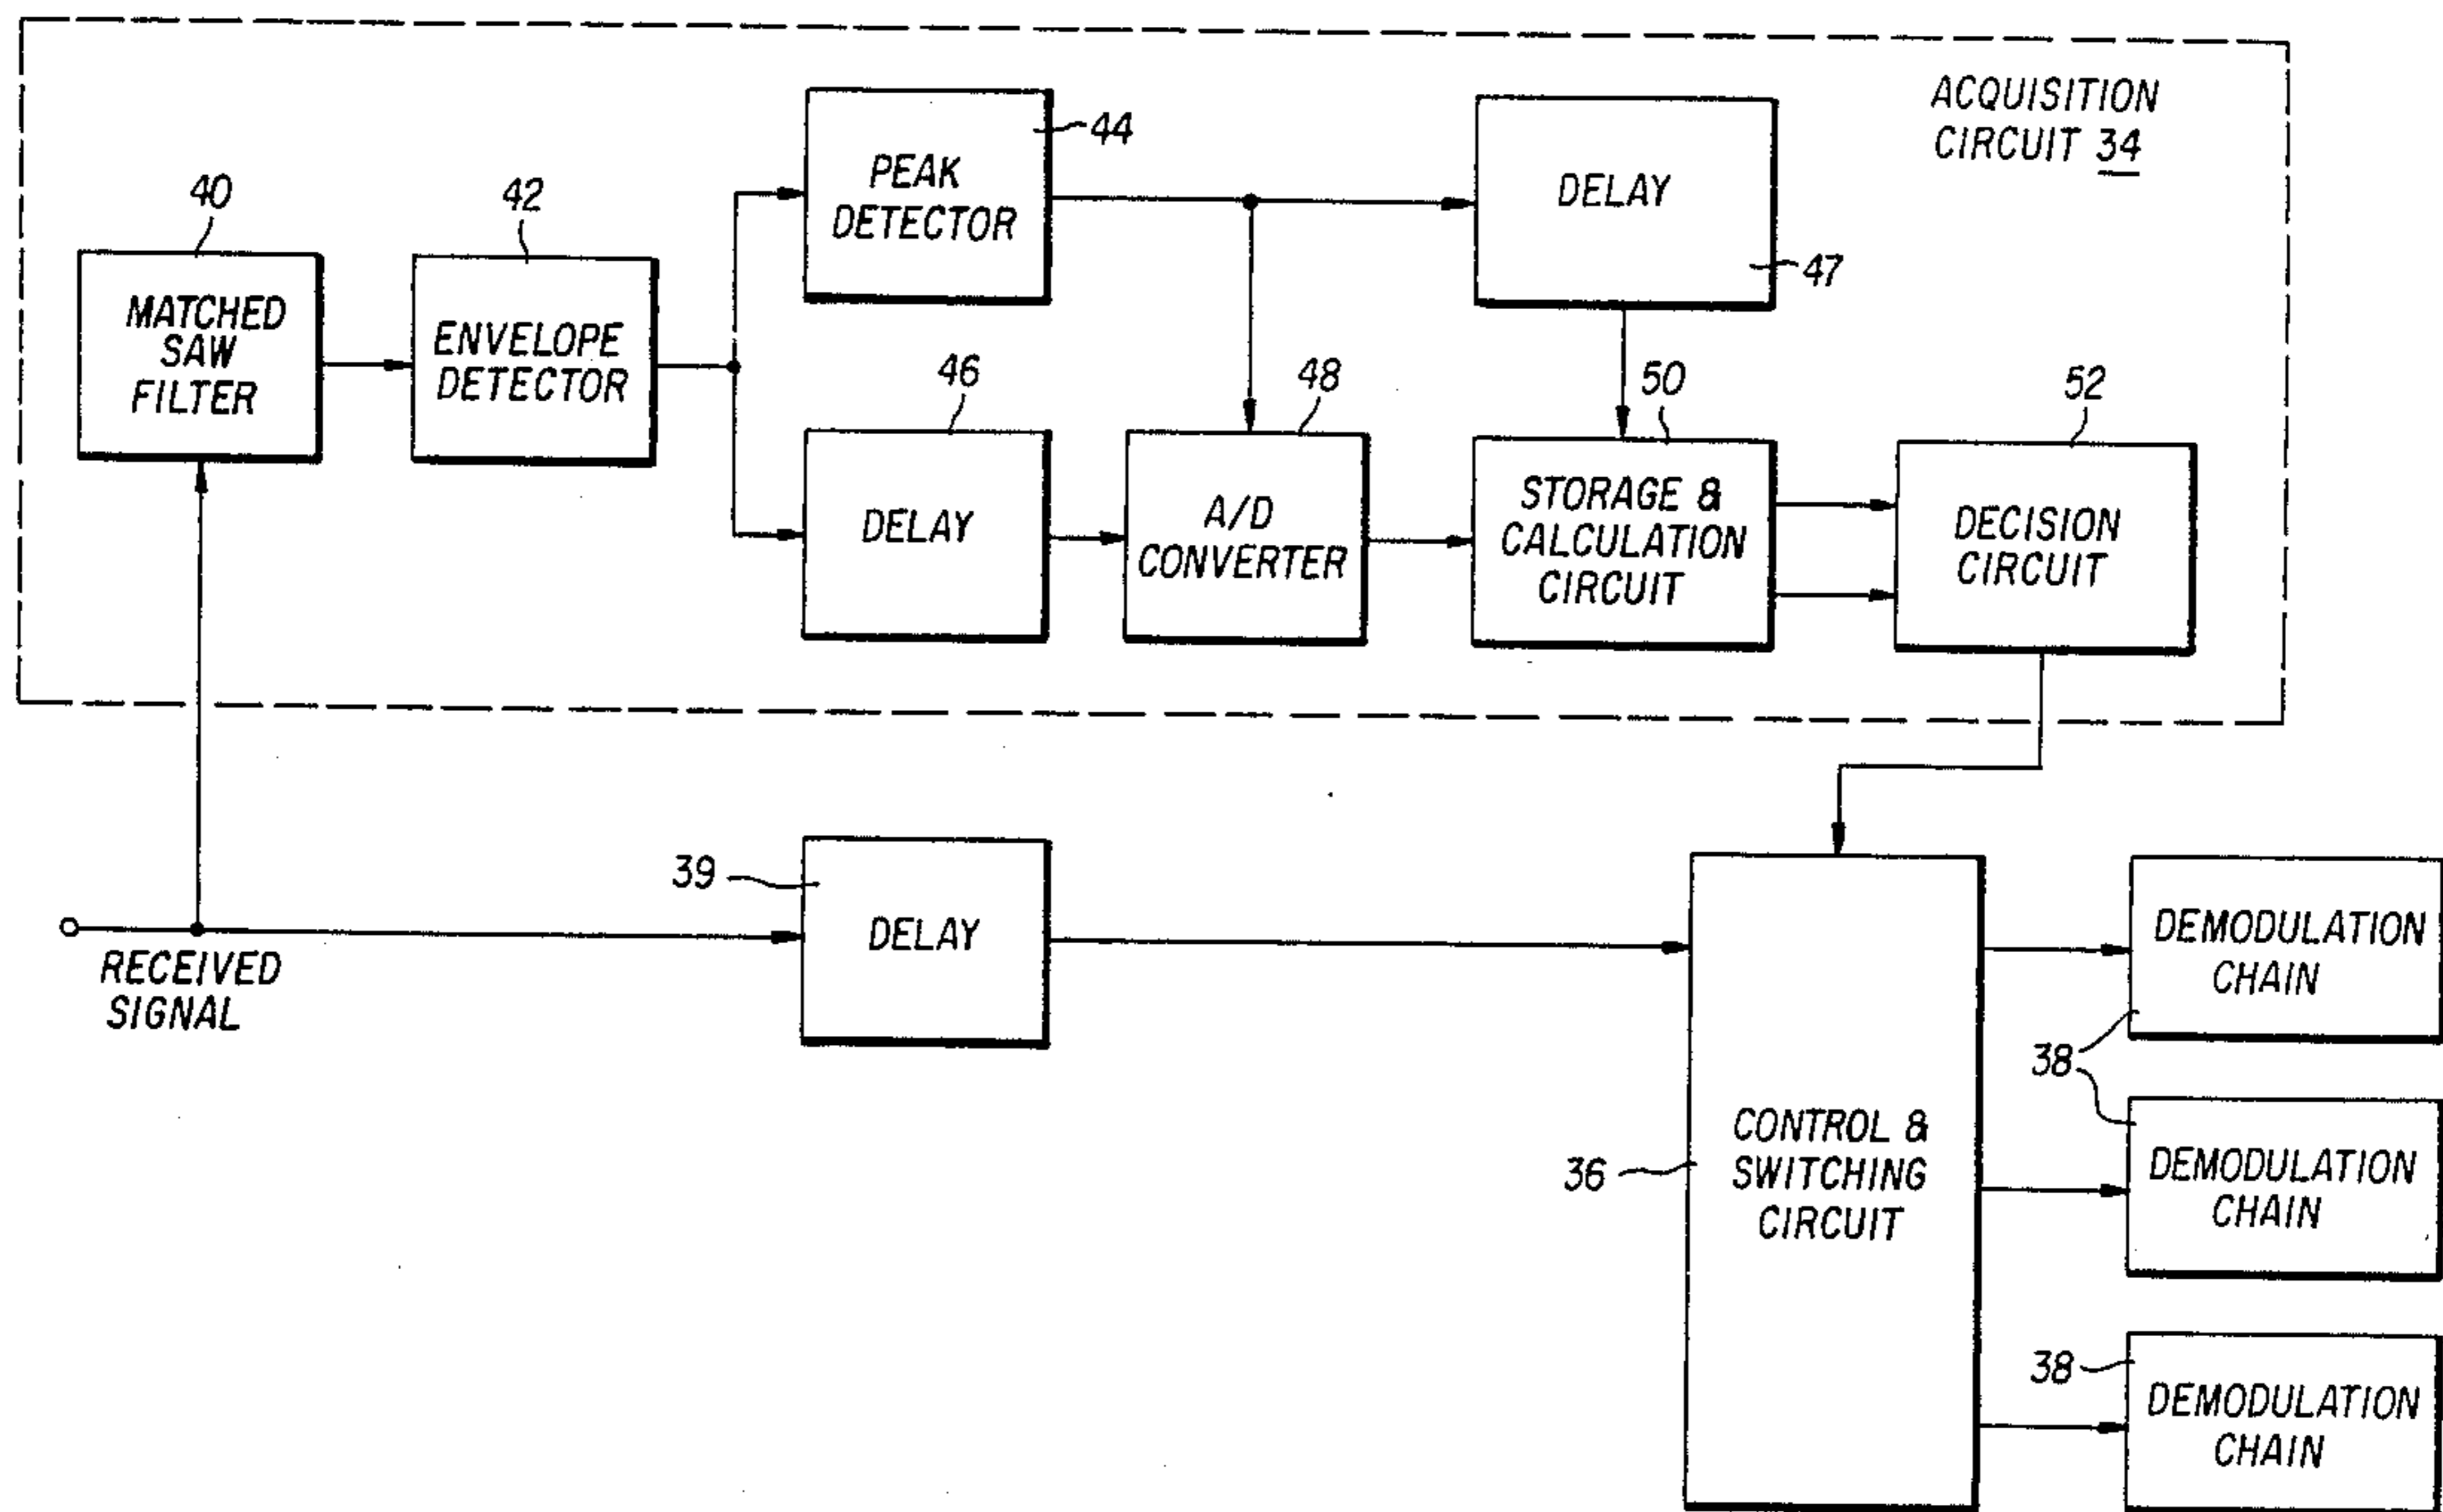 ACQUISITION
CIRCUIT 34
44
PEAK
DETECTOR
DELAY
47
40
MATCHED
SAW
FILTER
42
ENVELOPE
DETECTOR
46
DELAY
48
A/D
CONVERTER
50
STORAGE &
CALCULATION
CIRCUIT
52
DECISION
CIRCUIT
RECEIVED
SIGNAL
39
DELAY
36
CONTROL &
SWITCHING
CIRCUIT
DEMODULATION
CHAIN
38
DEMODULATION
CHAIN
38
DEMODULATION
CHAIN